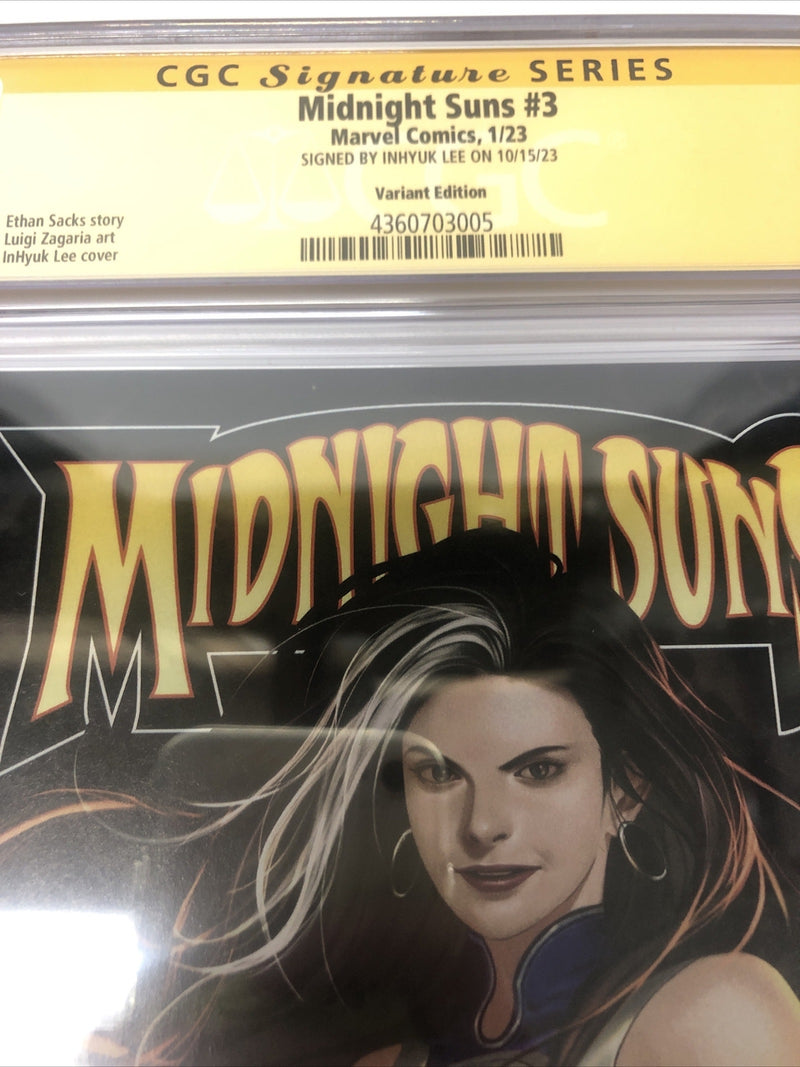 CGC Signature SERIES
Midnight Suns #3
Marvel Comics, 1/23
SIGNED BY INHYUK LEE ON 10/15/23
Variant Edition
4360703005
Ethan Sacks story
Luigi Zagaria art
InHyuk Lee cover
CGC
MIDNIGHT SUNS